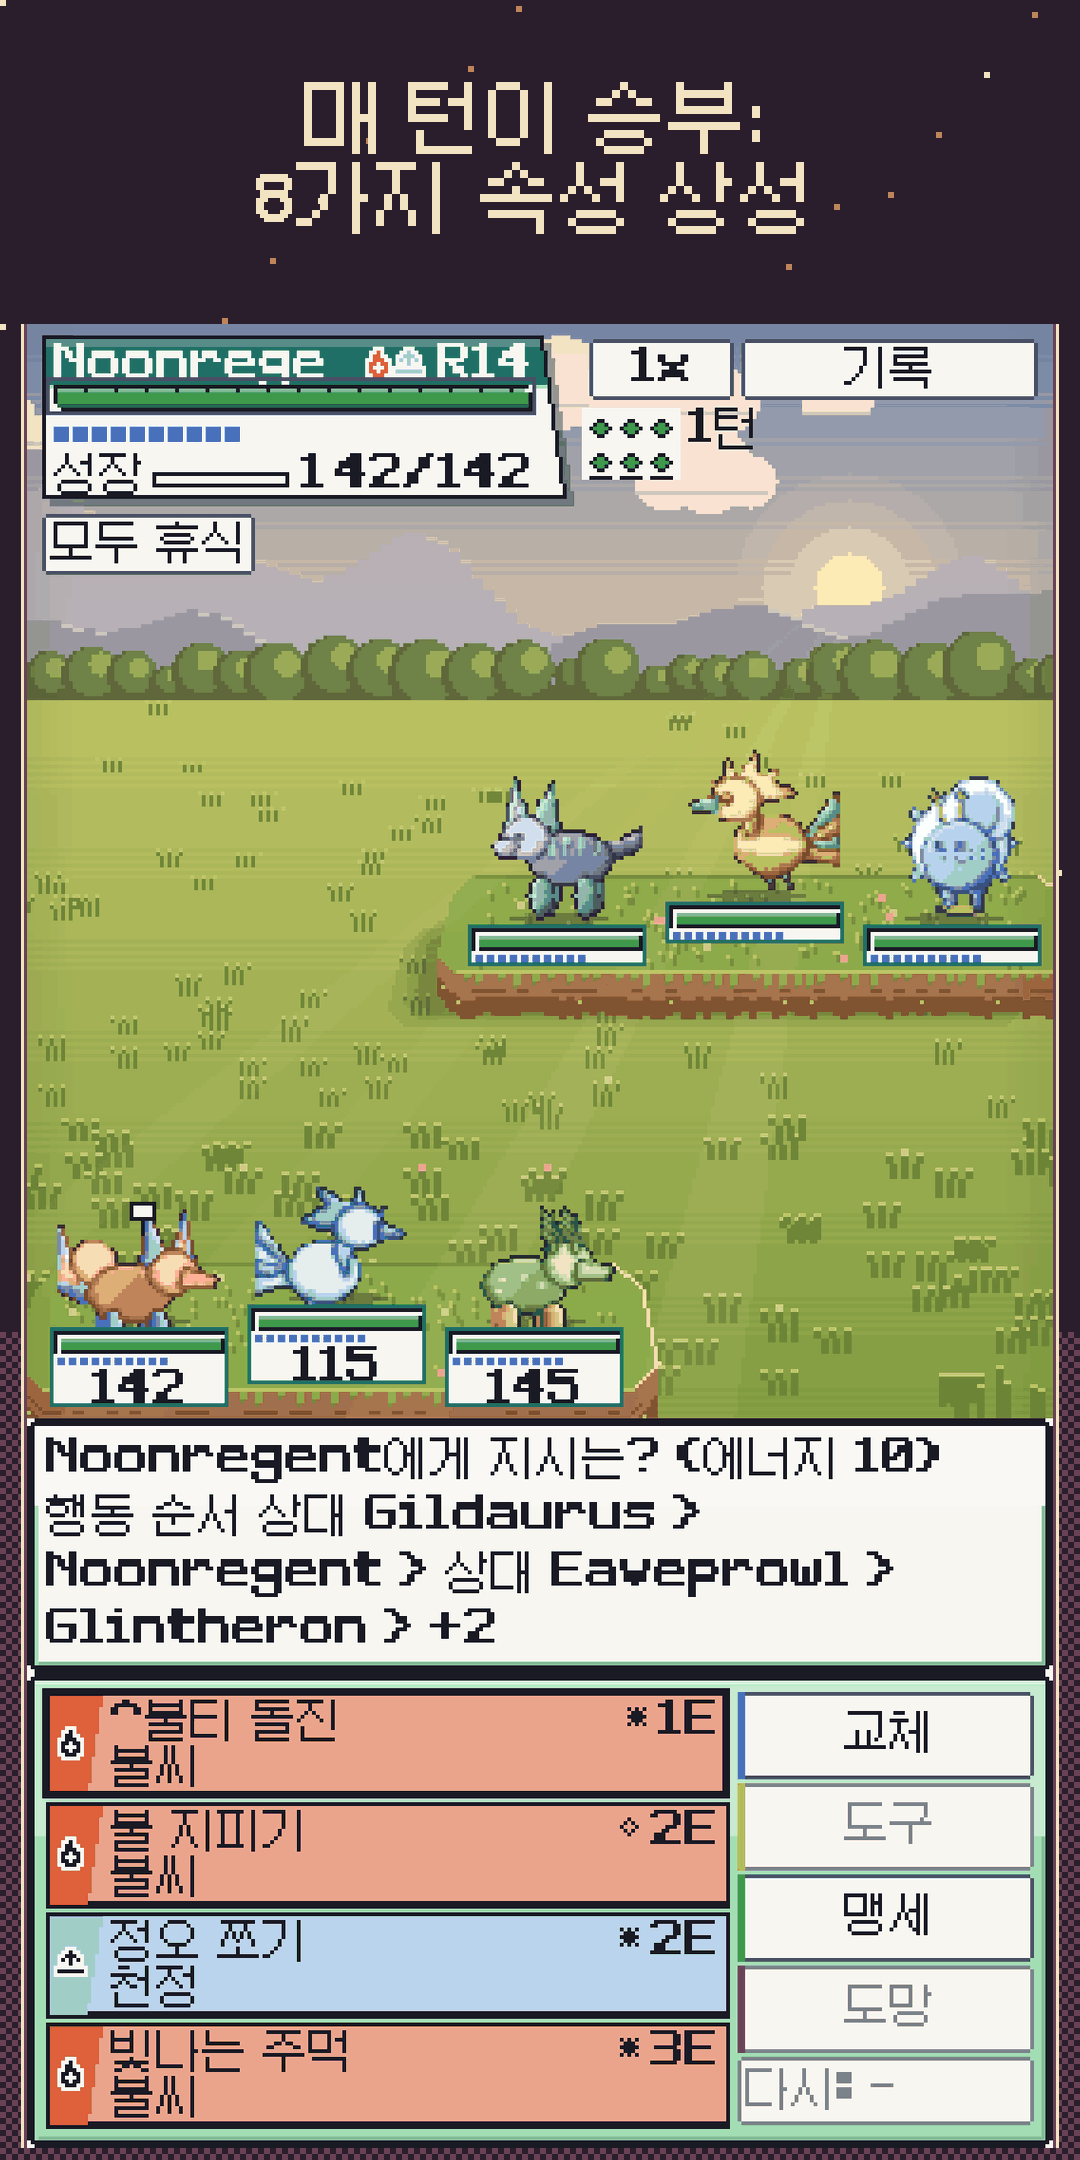 매 턴이 승부:
8가지 속성 상성
Noonrege R14
1x
기록
1턴
성장 142/142
모두 휴식
142
115
145
Noonregent에게 지시는? (에너지 10)
행동 순서 상대 Gildaurus >
Noonregent > 상대 Eaveprowl >
Glintheron > +2
^불티 돌진 *1E
불씨
불 지피기 ◇2E
불씨
정오 쪼기 *2E
천정
빛나는 주먹 *3E
불씨
교체
도구
맹세
도망
다시: -